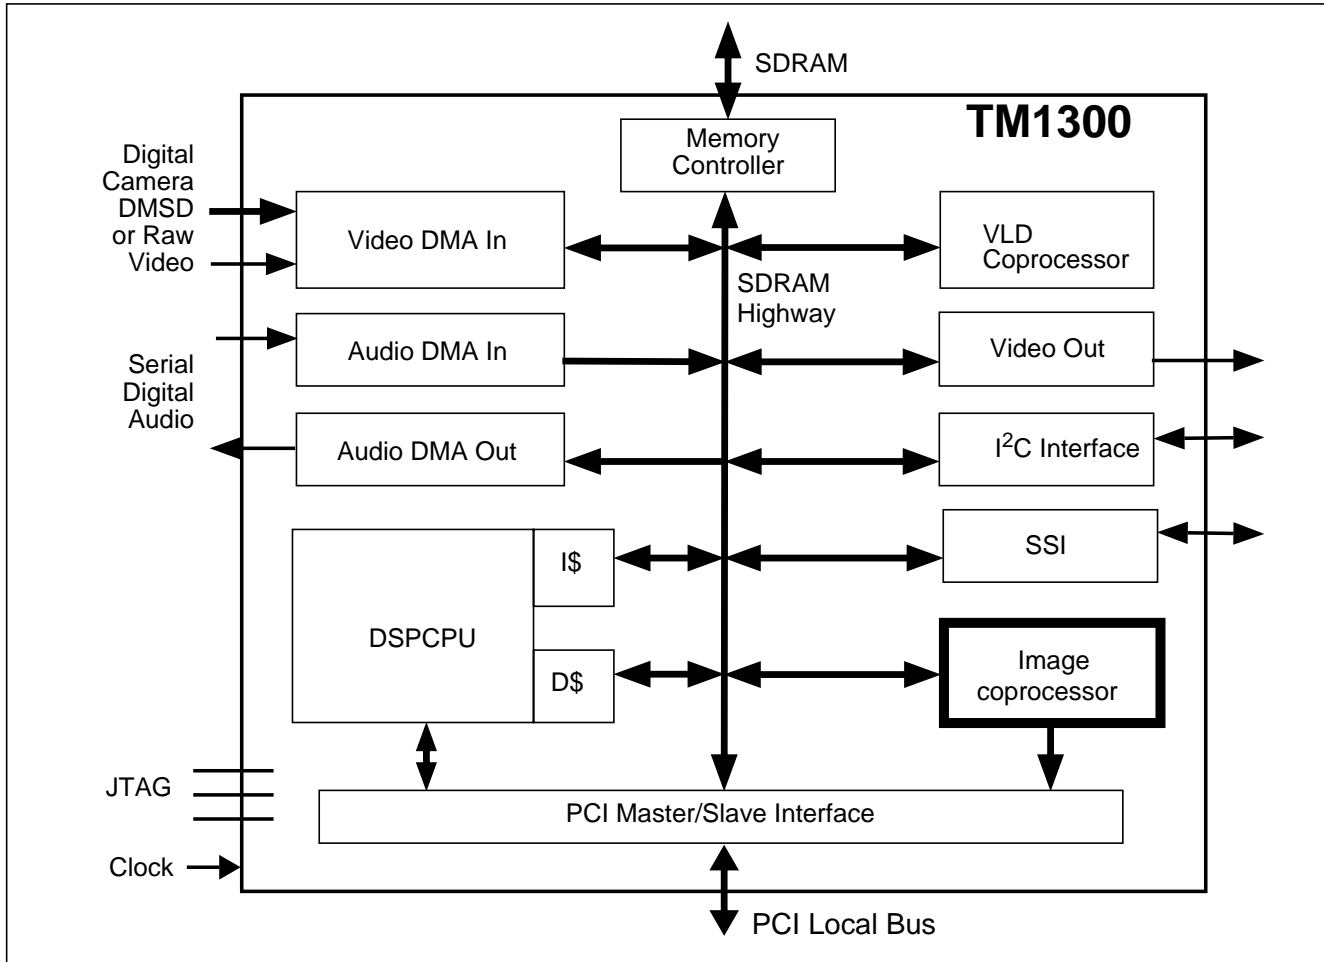 SDRAM
TM1300
Memory
Controller
Digital
Camera
DMSD
or Raw
Video
Video DMA In
VLD
Coprocessor
SDRAM
Highway
Audio DMA In
Video Out
Serial
Digital
Audio
Audio DMA Out
I²C Interface
I$
SSI
DSPCPU
D$
Image
coprocessor
JTAG
PCI Master/Slave Interface
Clock
PCI Local Bus